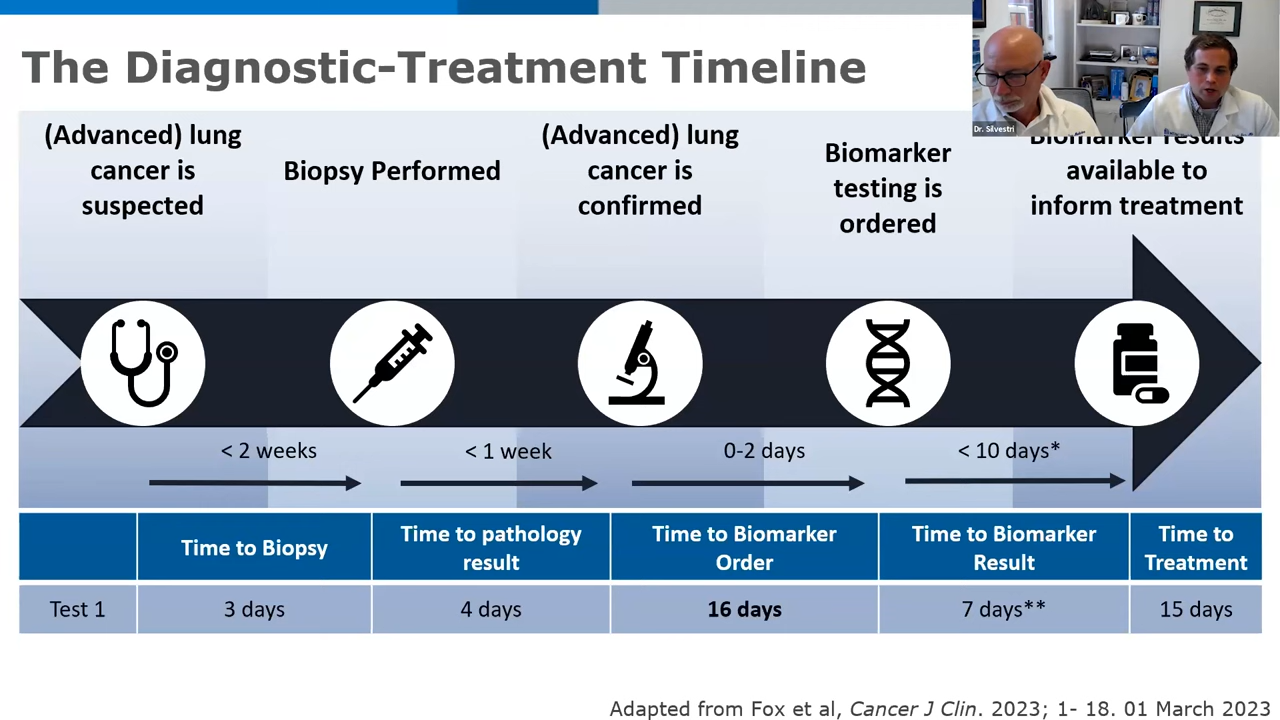 The Diagnostic-Treatment Timeline
Dr. Silvestri
(Advanced) lung
cancer is
suspected
Biopsy Performed
(Advanced) lung
cancer is
confirmed
Biomarker
testing is
ordered
Biomarker results
available to
inform treatment
< 2 weeks
< 1 week
0-2 days
< 10 days*
Time to Biopsy
Time to pathology
result
Time to Biomarker
Order
Time to Biomarker
Result
Time to
Treatment
Test 1
3 days
4 days
16 days
7 days**
15 days
Adapted from Fox et al, Cancer J Clin. 2023; 1- 18. 01 March 2023